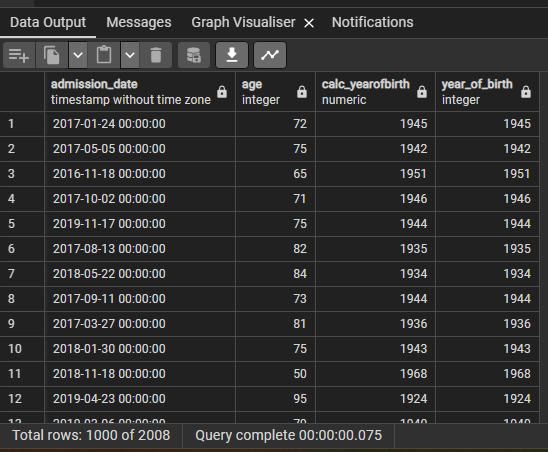 Data Output Messages Graph Visualiser × Notifications
admission_date age calc_yearofbirth year_of_birth
timestamp without time zone integer numeric integer
1 2017-01-24 00:00:00 72 1945 1945
2 2017-05-05 00:00:00 75 1942 1942
3 2016-11-18 00:00:00 65 1951 1951
4 2017-10-02 00:00:00 71 1946 1946
5 2019-11-17 00:00:00 75 1944 1944
6 2017-08-13 00:00:00 82 1935 1935
7 2018-05-22 00:00:00 84 1934 1934
8 2017-09-11 00:00:00 73 1944 1944
9 2017-03-27 00:00:00 81 1936 1936
10 2018-01-30 00:00:00 75 1943 1943
11 2018-11-18 00:00:00 50 1968 1968
12 2019-04-23 00:00:00 95 1924 1924
Total rows: 1000 of 2008 Query complete 00:00:00.075